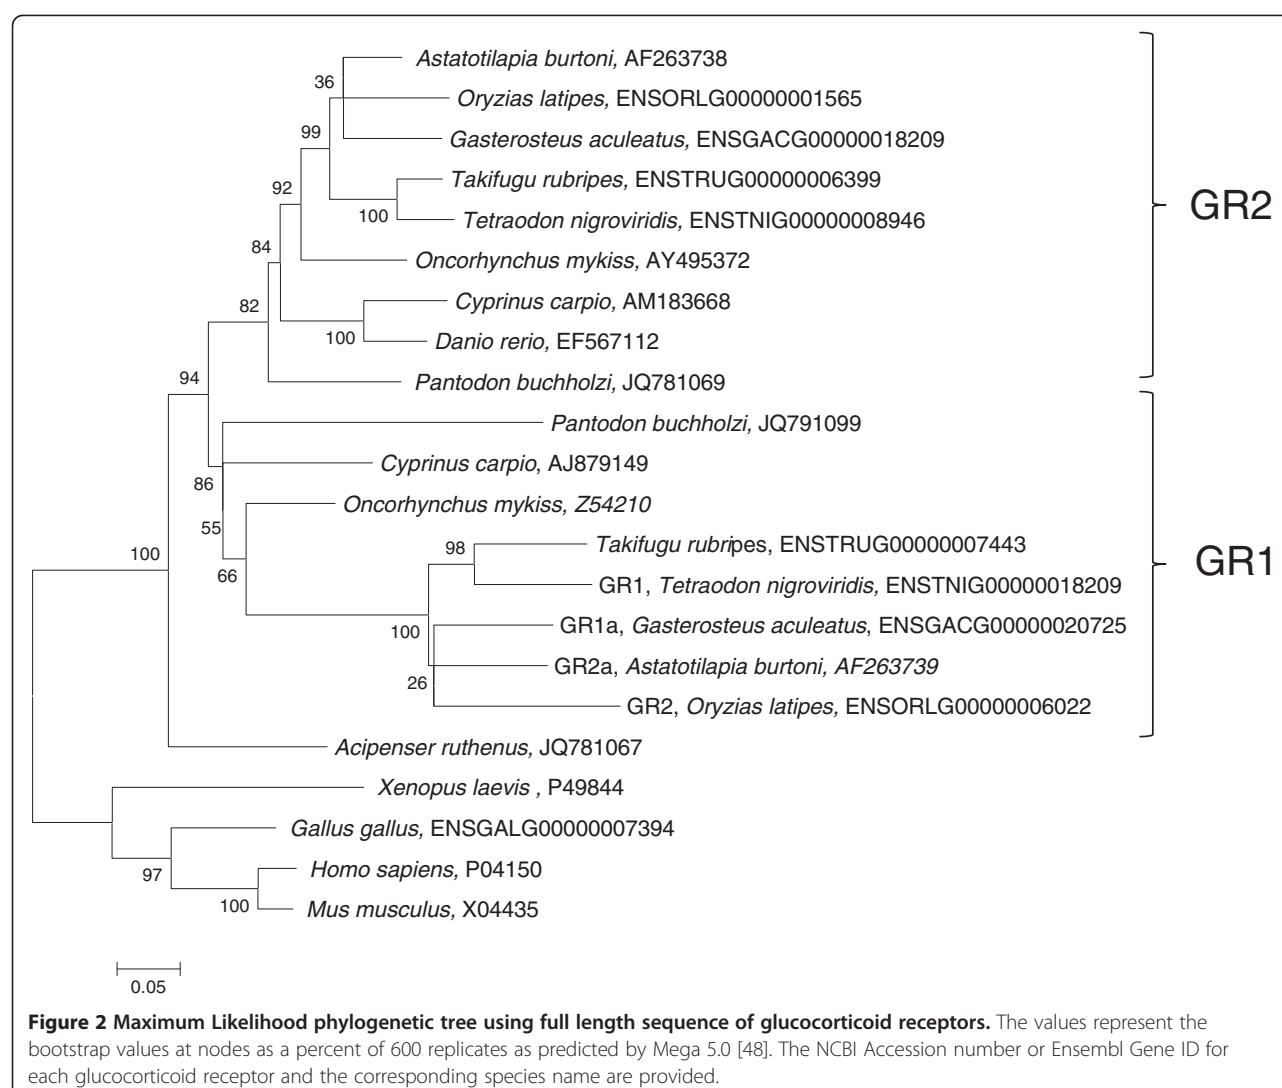 Astatotilapia burtoni, AF263738
36
Oryzias latipes, ENSORLG00000001565
99
Gasterosteus aculeatus, ENSGACG00000018209
Takifugu rubripes, ENSTRUG00000006399
92
100
Tetraodon nigroviridis, ENSTNIG00000008946
GR2
84
Oncorhynchus mykiss, AY495372
82
Cyprinus carpio, AM183668
100
Danio rerio, EF567112
94
Pantodon buchholzi, JQ781069
Pantodon buchholzi, JQ791099
Cyprinus carpio, AJ879149
86
Oncorhynchus mykiss, Z54210
55
100
98
Takifugu rubripes, ENSTRUG00000007443
GR1
66
GR1, Tetraodon nigroviridis, ENSTNIG00000018209
100
GR1a, Gasterosteus aculeatus, ENSGACG00000020725
GR2a, Astatotilapia burtoni, AF263739
26
GR2, Oryzias latipes, ENSORLG00000006022
Acipenser ruthenus, JQ781067
Xenopus laevis , P49844
Gallus gallus, ENSGALG00000007394
97
Homo sapiens, P04150
100
Mus musculus, X04435
0.05
Figure 2 Maximum Likelihood phylogenetic tree using full length sequence of glucocorticoid receptors. The values represent the
bootstrap values at nodes as a percent of 600 replicates as predicted by Mega 5.0 [48]. The NCBI Accession number or Ensembl Gene ID for
each glucocorticoid receptor and the corresponding species name are provided.